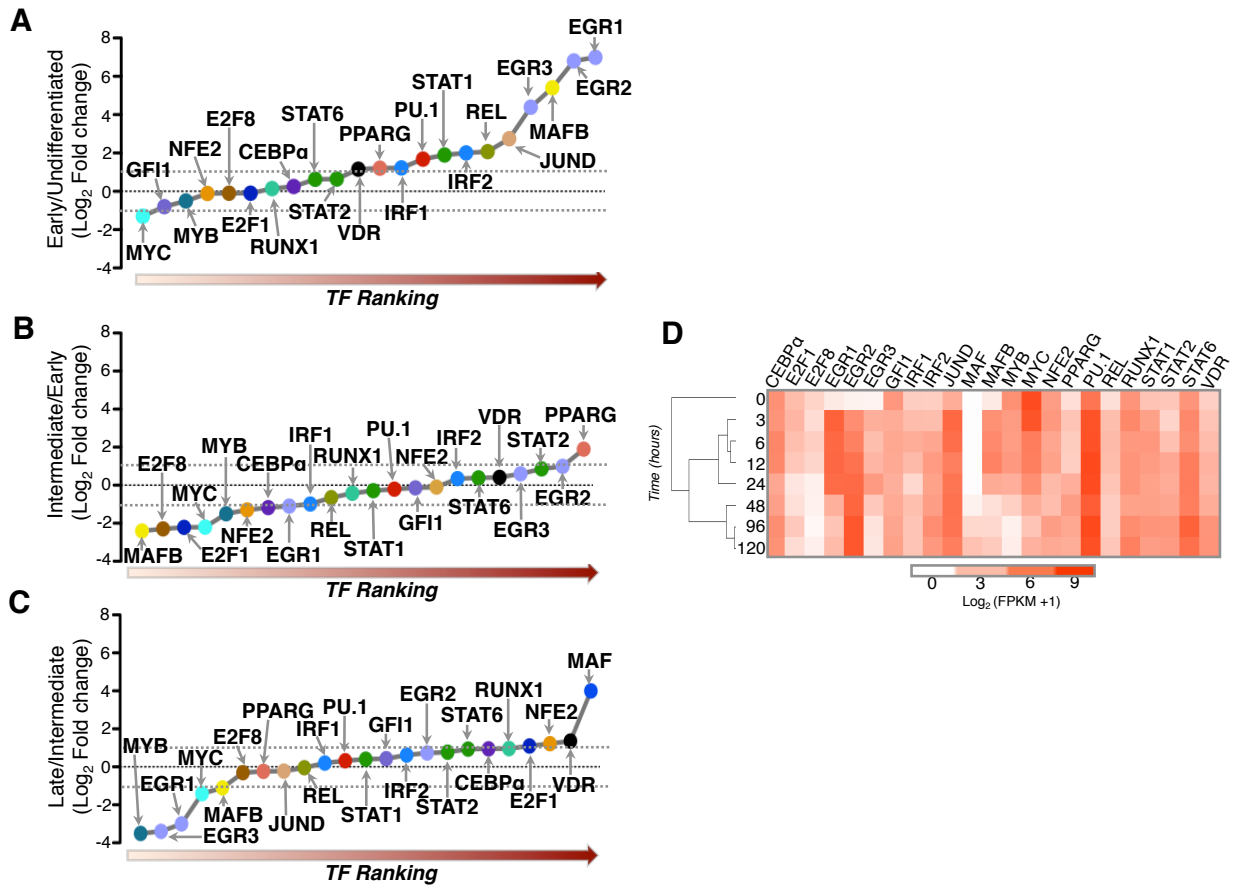 A
Early/Undifferentiated
(Log2 Fold change)
8
6
4
2
0
-2
-4
EGR1
EGR3
EGR2
STAT1
MAFB
REL
PU.1
STAT6
E2F8
PPARG
JUND
NFE2
CEBPα
GFI1
IRF2
STAT2
IRF1
E2F1
VDR
MYB
RUNX1
MYC
TF Ranking
B
Intermediate/Early
(Log2 Fold change)
8
6
4
2
0
-2
-4
PPARG
VDR
STAT2
PU.1
IRF2
IRF1
MYB
RUNX1
NFE2
E2F8
CEBPα
MYC
EGR2
STAT6
GFI1
EGR3
REL
NFE2
STAT1
MAFB
E2F1
EGR1
TF Ranking
C
Late/Intermediate
(Log2 Fold change)
8
6
4
2
0
-2
-4
MAF
EGR2
RUNX1
PPARG
PU.1
STAT6
NFE2
GFI1
IRF1
E2F8
MYB
MYC
EGR1
CEBPα
VDR
IRF2
REL
E2F1
STAT2
MAFB
STAT1
JUND
EGR3
TF Ranking
D
CEBPα
E2F1
E2F8
EGR1
EGR2
EGR3
GFI1
IRF1
IRF2
JUND
MAF
MAFB
MYB
MYC
NFE2
PPARG
PU.1
REL
RUNX1
STAT1
STAT2
STAT6
VDR
Time (hours)
0
3
6
12
24
48
96
120
0 3 6 9
Log2 (FPKM +1)